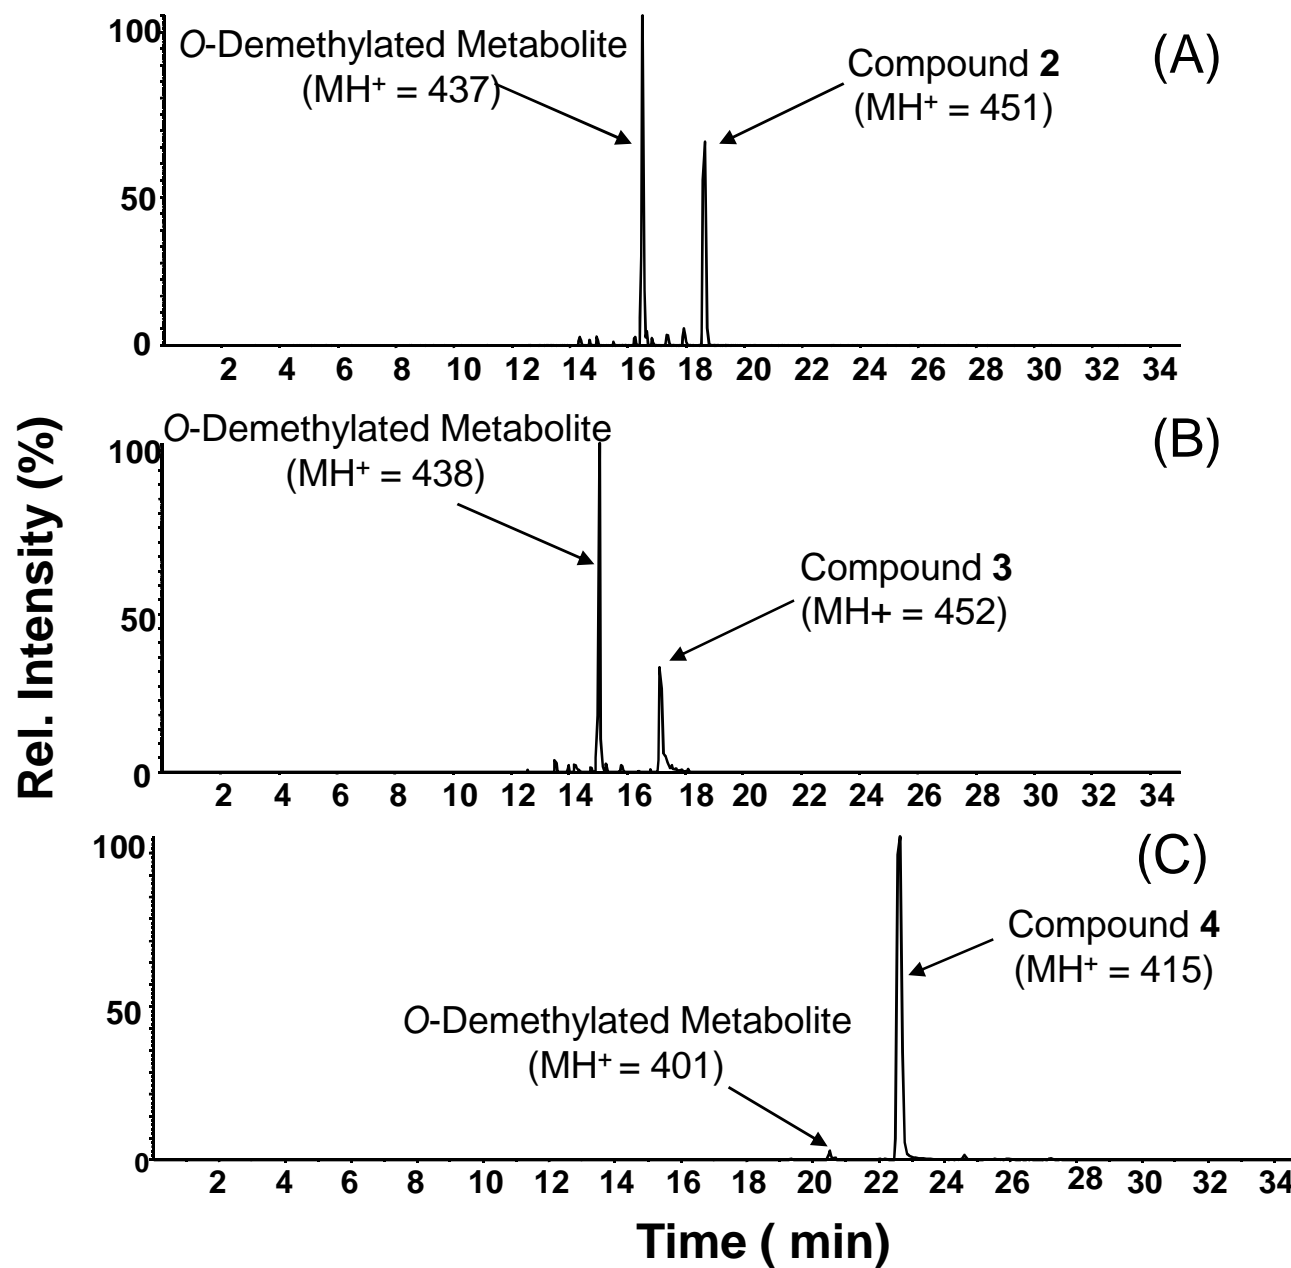 100
O-Demethylated Metabolite
(MH+ = 437)
Compound 2
(MH+ = 451)
(A)
50
0
2 4 6 8 10 12 14 16 18 20 22 24 26 28 30 32 34
O-Demethylated Metabolite
(MH+ = 438)
(B)
100
Compound 3
(MH+ = 452)
50
0
2 4 6 8 10 12 14 16 18 20 22 24 26 28 30 32 34
Rel. Intensity (%)
100
(C)
Compound 4
(MH+ = 415)
50
O-Demethylated Metabolite
(MH+ = 401)
0
2 4 6 8 10 12 14 16 18 20 22 24 26 28 30 32 34
Time ( min)